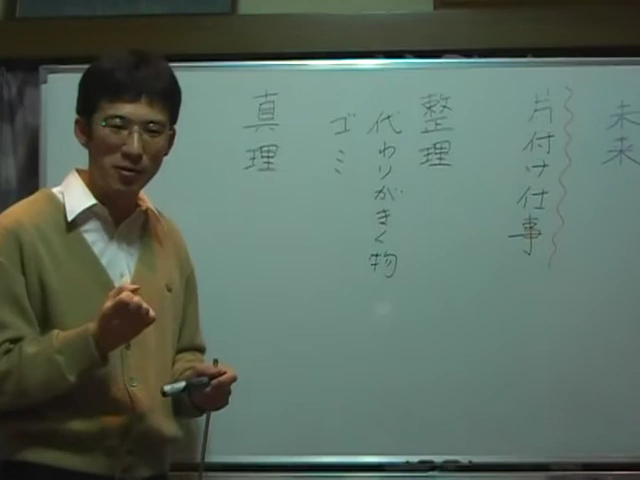 未来
片付け仕事
整理
代わりがきく物
ゴミ
真理